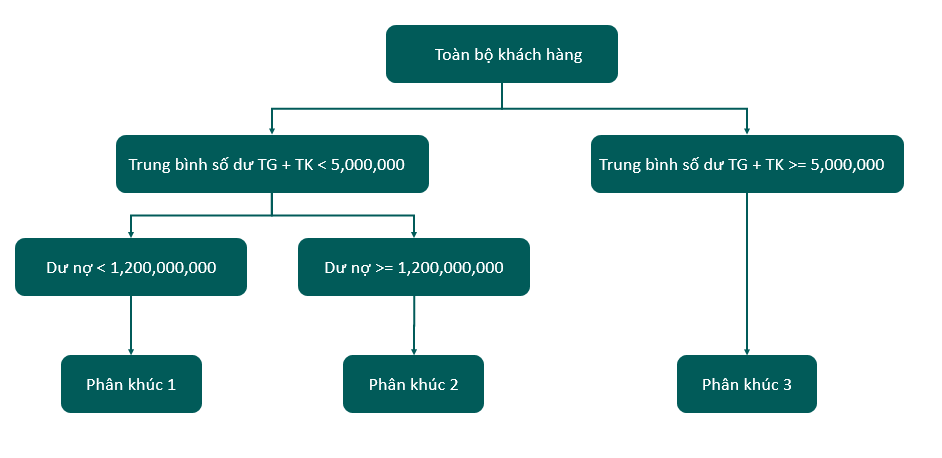 Toàn bộ khách hàng
Trung bình số dư TG + TK < 5,000,000
Trung bình số dư TG + TK >= 5,000,000
Dư nợ < 1,200,000,000
Dư nợ >= 1,200,000,000
Phân khúc 1
Phân khúc 2
Phân khúc 3